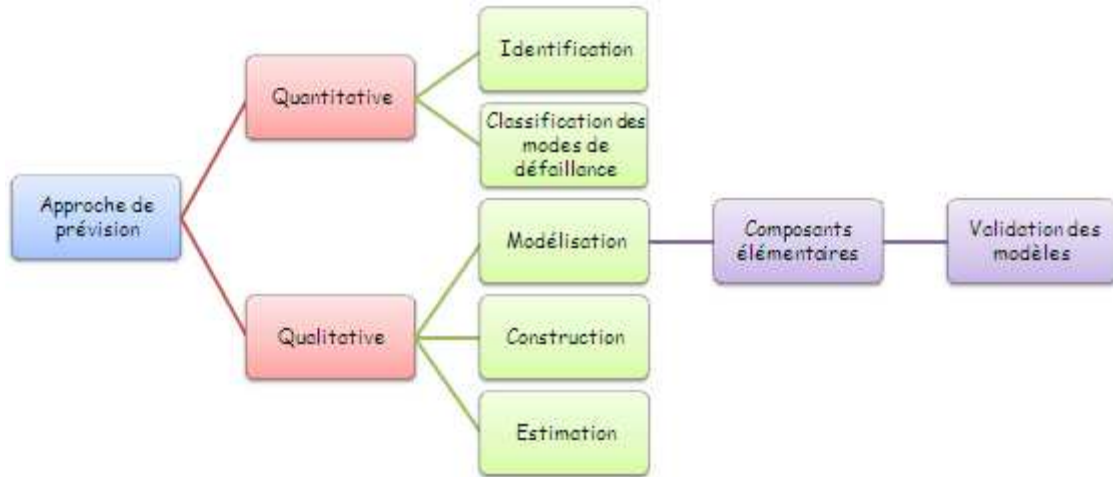 Identification
Quantitative
Classification des
modes de
défaillance
Approche de
prévision
Modélisation
Composants
élémentaires
Validation des
modèles
Qualitative
Construction
Estimation